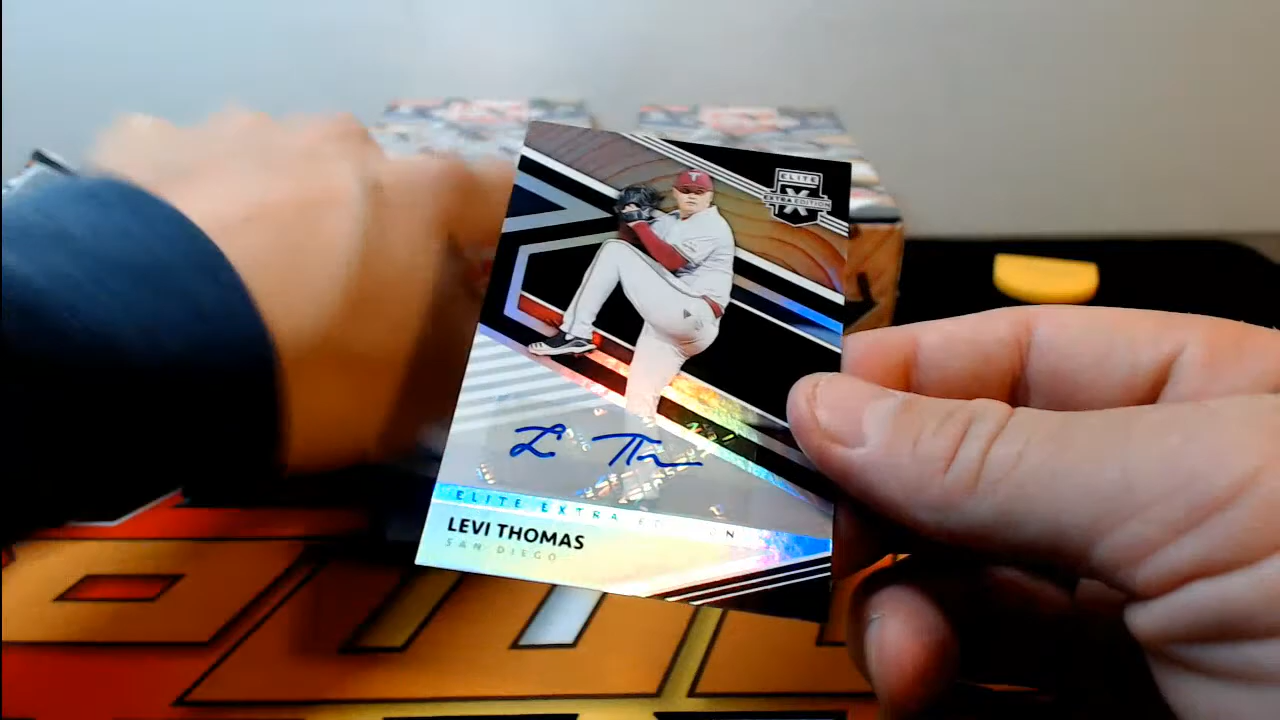 ELITE
X
EXTRA EDITION
T
ELITE EXTRA EDITION
LEVI THOMAS
SAN DIEGO